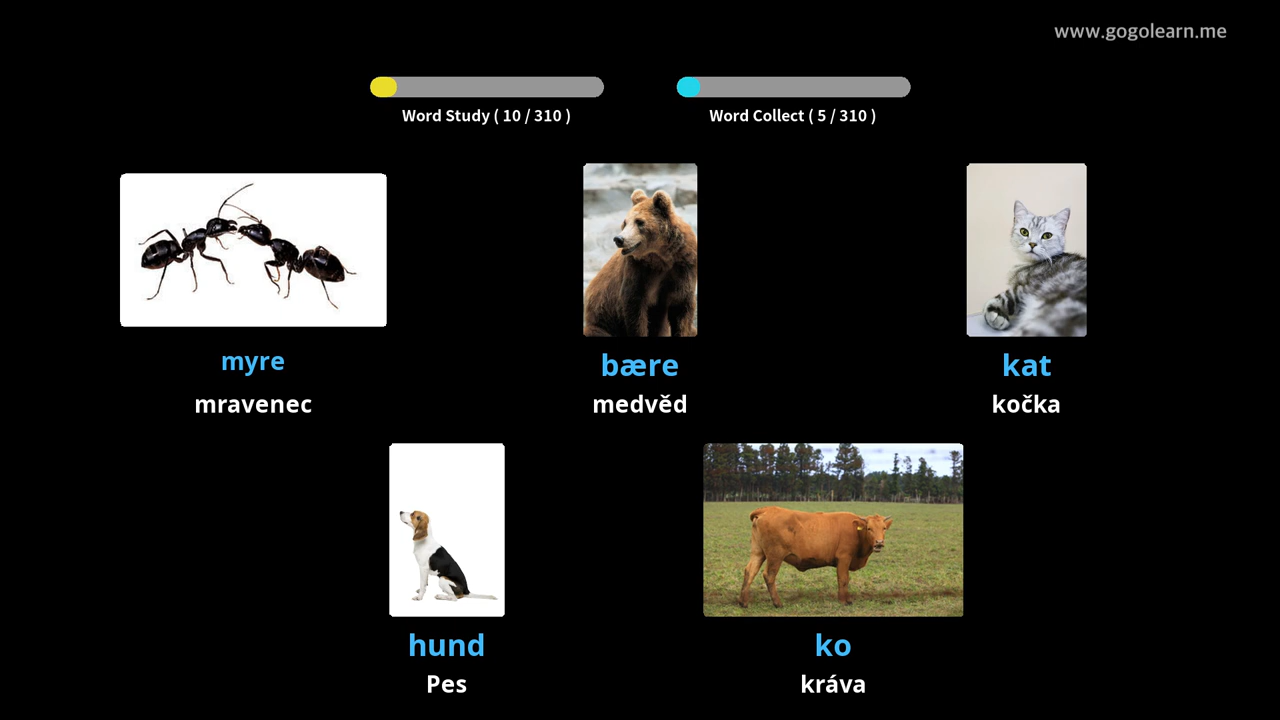 www.gogolearn.me
Word Study ( 10 / 310 )
Word Collect ( 5 / 310 )
myre
mravenec
bære
medvěd
kat
kočka
hund
Pes
ko
kráva